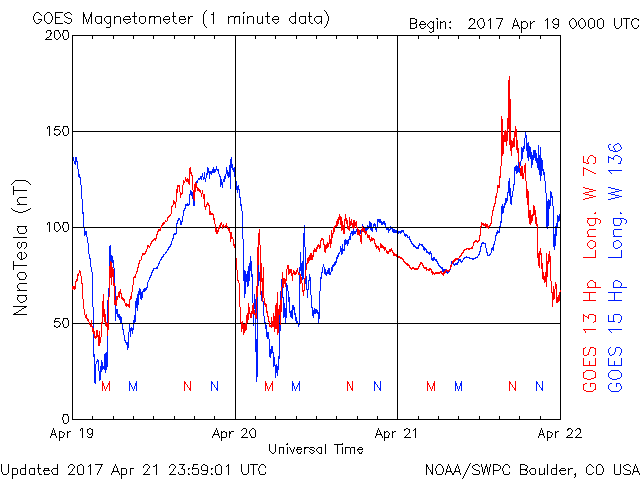 GOES Magnetometer (1 minute data)
Begin: 2017 Apr 19 0000 UTC
200
150
100
50
0
NanoTesla (nT)
M M N N M M N N M M N N
Apr 19 Apr 20 Apr 21 Apr 22
Universal Time
GOES 13 Hp Long. W 75
GOES 15 Hp Long. W 136
Updated 2017 Apr 21 23:59:01 UTC
NOAA/SWPC Boulder, CO USA